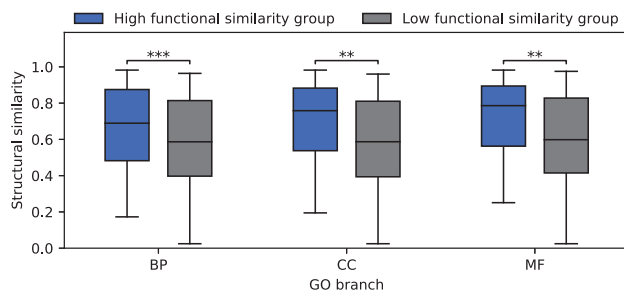 High functional similarity group
Low functional similarity group
Structural similarity
1.0
0.8
0.6
0.4
0.2
0.0
***
**
**
BP
CC
MF
GO branch